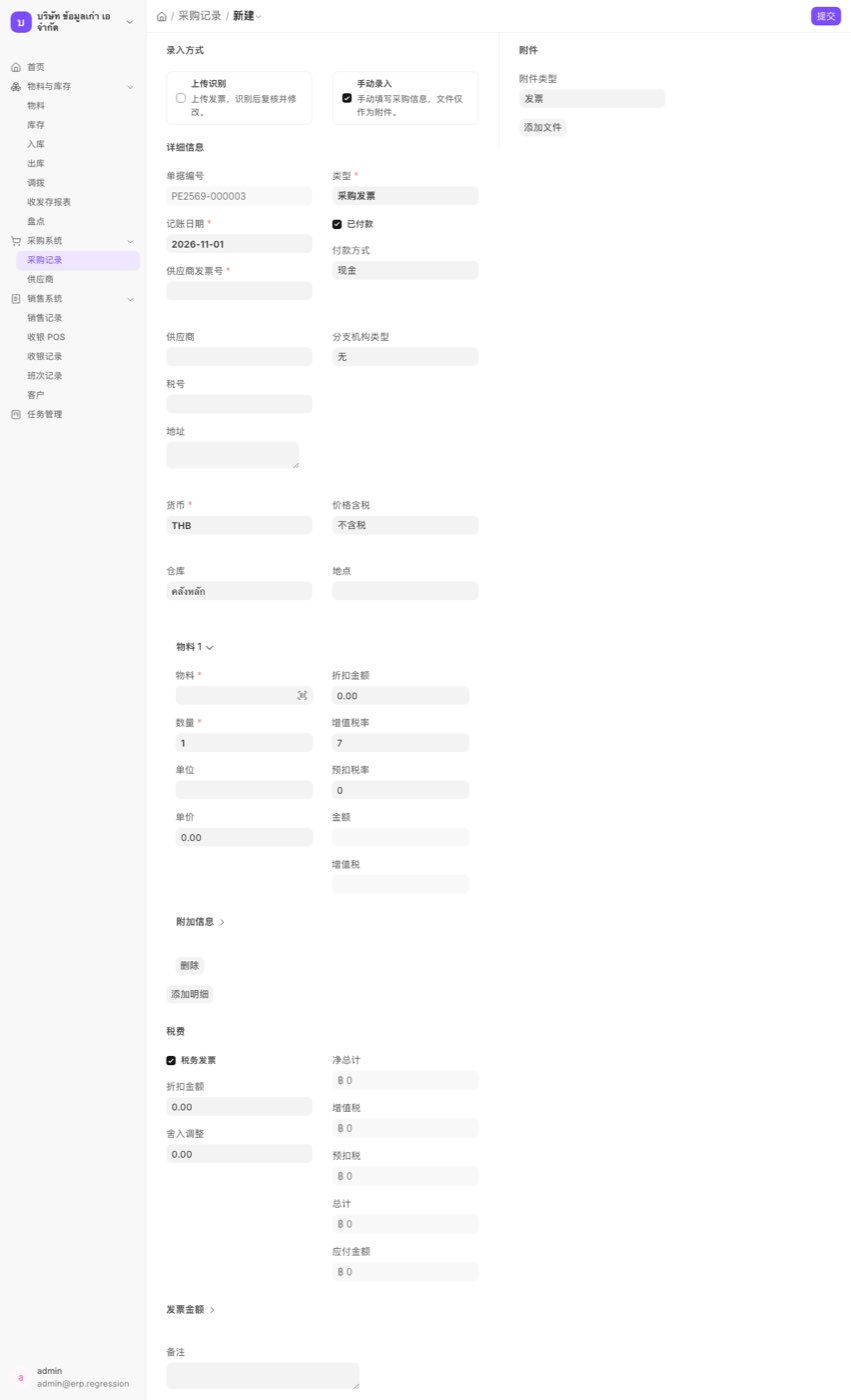 บ
บริษัท ข้อมูลเก่า เอ
จำกัด
首页
物料与库存
物料
库存
入库
出库
调拨
收发存报表
盘点
采购系统
采购记录
供应商
销售系统
销售记录
收银 POS
收银记录
班次记录
客户
任务管理
a
admin
admin@erp.regression
/ 采购记录 / 新建
提交
录入方式
上传识别
上传发票，识别后复核并修
改。
手动录入
手动填写采购信息，文件仅
作为附件。
详细信息
单据编号
PE2569-000003
类型 *
采购发票
记账日期 *
2026-11-01
已付款
付款方式
现金
供应商发票号 *
供应商
分支机构类型
无
税号
地址
货币 *
THB
价格含税
不含税
仓库
คลังหลัก
地点
物料 1
物料 *
折扣金额
0.00
数量 *
1
增值税率
7
单位
预扣税率
0
单价
0.00
金额
增值税
附加信息
删除
添加明细
税费
税务发票
折扣金额
0.00
舍入调整
0.00
净总计
฿ 0
增值税
฿ 0
预扣税
฿ 0
总计
฿ 0
应付金额
฿ 0
发票金额
备注
附件
附件类型
发票
添加文件